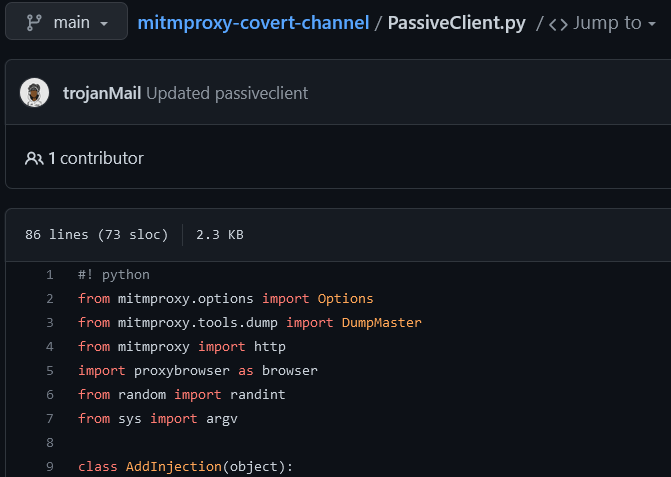 main
mitmproxy-covert-channel / PassiveClient.py / <> Jump to
trojanMail Updated passiveclient
1 contributor
86 lines (73 sloc) 2.3 KB
1 #! python
2 from mitmproxy.options import Options
3 from mitmproxy.tools.dump import DumpMaster
4 from mitmproxy import http
5 import proxybrowser as browser
6 from random import randint
7 from sys import argv
8
9 class AddInjection(object):